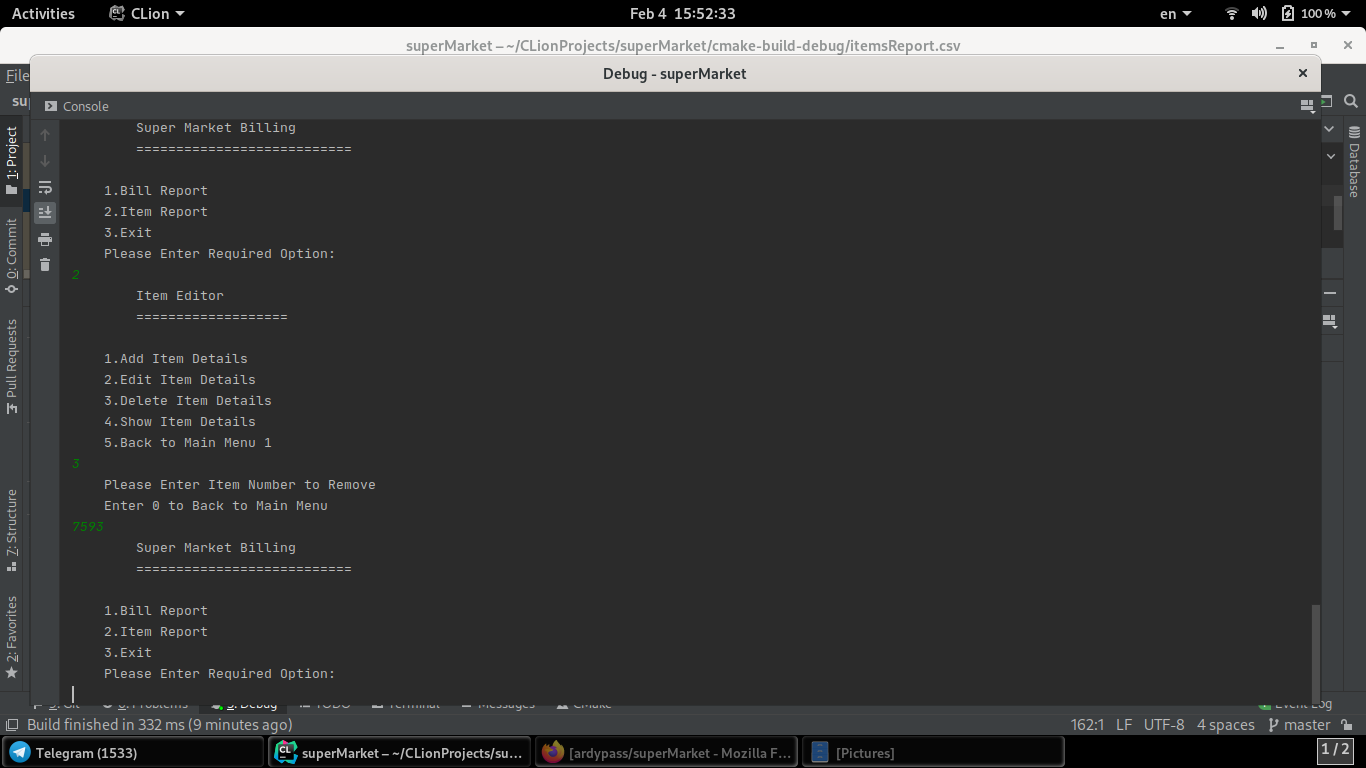 Activities CLion Feb 4 15:52:33 en 100 %
superMarket – ~/CLionProjects/superMarket/cmake-build-debug/itemsReport.csv
File
Debug - superMarket
su
Console
Super Market Billing
===========================
1.Bill Report
2.Item Report
3.Exit
Please Enter Required Option:
2
Item Editor
===================
1.Add Item Details
2.Edit Item Details
3.Delete Item Details
4.Show Item Details
5.Back to Main Menu 1
3
Please Enter Item Number to Remove
Enter 0 to Back to Main Menu
7593
Super Market Billing
===========================
1.Bill Report
2.Item Report
3.Exit
Please Enter Required Option:
1: Project
0: Commit
Pull Requests
7: Structure
2: Favorites
Database
Git Problems Debug TODO Terminal Messages CMake Event Log
Build finished in 332 ms (9 minutes ago) 162:1 LF UTF-8 4 spaces master
Telegram (1533) superMarket – ~/CLionProjects/su... [ardypass/superMarket - Mozilla F... [Pictures] 1 / 2